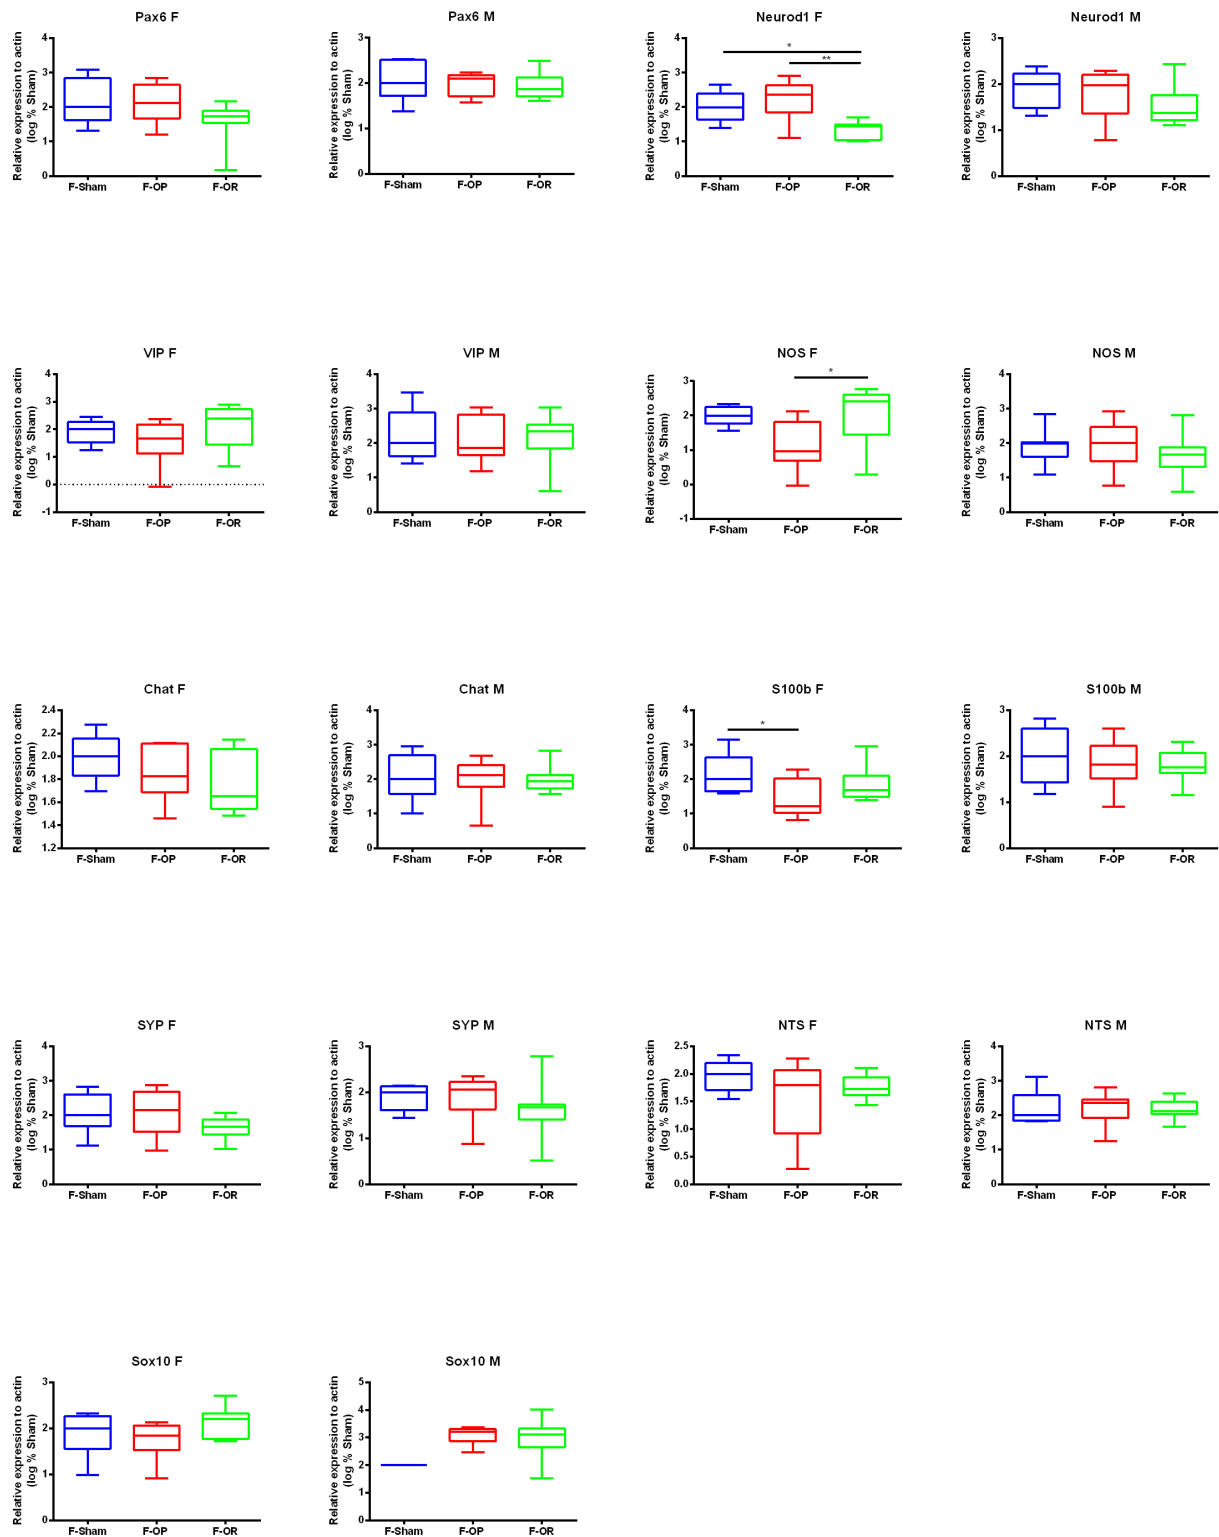 Pax6 F
Relative expression to actin
(log % Sham)
4
3
2
1
0
F-Sham F-OP F-OR
Pax6 M
Relative expression to actin
(log % Sham)
3
2
1
0
F-Sham F-OP F-OR
Neurod1 F
Relative expression to actin
(log % Sham)
4
3
2
1
0
*
**
F-Sham F-OP F-OR
Neurod1 M
Relative expression to actin
(log % Sham)
3
2
1
0
F-Sham F-OP F-OR
VIP F
Relative expression to actin
(log % Sham)
4
3
2
1
0
-1
F-Sham F-OP F-OR
VIP M
Relative expression to actin
(log % Sham)
4
3
2
1
0
F-Sham F-OP F-OR
NOS F
Relative expression to actin
(log % Sham)
3
2
1
0
-1
*
F-Sham F-OP F-OR
NOS M
Relative expression to actin
(log % Sham)
4
3
2
1
0
F-Sham F-OP F-OR
Chat F
Relative expression to actin
(log % Sham)
2.4
2.2
2.0
1.8
1.6
1.4
1.2
F-Sham F-OP F-OR
Chat M
Relative expression to actin
(log % Sham)
4
3
2
1
0
F-Sham F-OP F-OR
S100b F
Relative expression to actin
(log % Sham)
4
3
2
1
0
*
F-Sham F-OP F-OR
S100b M
Relative expression to actin
(log % Sham)
3
2
1
0
F-Sham F-OP F-OR
SYP F
Relative expression to actin
(log % Sham)
4
3
2
1
0
F-Sham F-OP F-OR
SYP M
Relative expression to actin
(log % Sham)
3
2
1
0
F-Sham F-OP F-OR
NTS F
Relative expression to actin
(log % Sham)
2.5
2.0
1.5
1.0
0.5
0.0
F-Sham F-OP F-OR
NTS M
Relative expression to actin
(log % Sham)
4
3
2
1
0
F-Sham F-OP F-OR
Sox10 F
Relative expression to actin
(log % Sham)
3
2
1
0
F-Sham F-OP F-OR
Sox10 M
Relative expression to actin
(log % Sham)
5
4
3
2
1
0
F-Sham F-OP F-OR